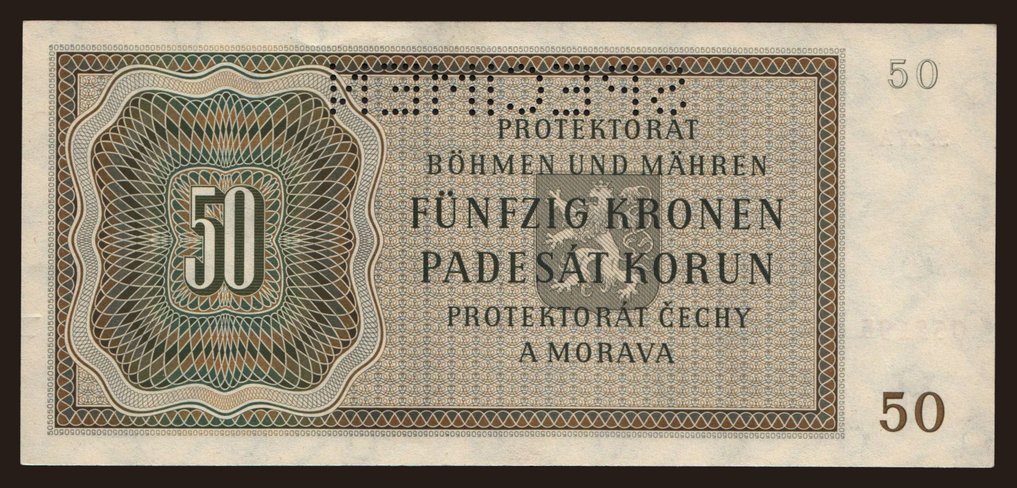 50
PROTEKTORAT
BÖHMEN UND MÄHREN
FÜNFZIG KRONEN
PADESÁT KORUN
PROTEKTORÁT ČECHY
A MORAVA
50
50